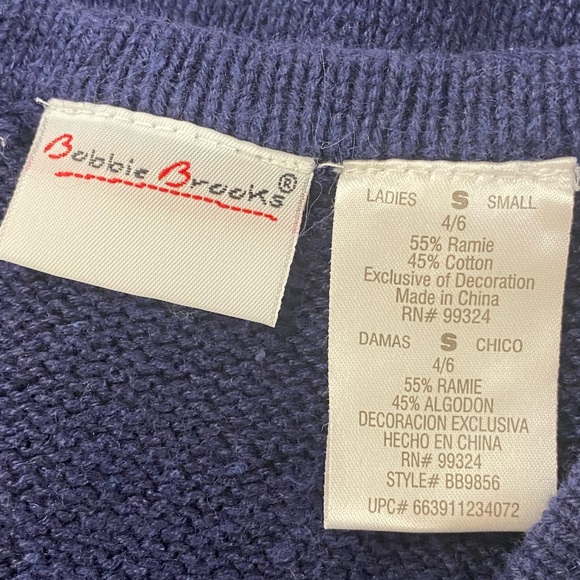 Bobbie Brooks®
LADIES S SMALL
4/6
55% Ramie
45% Cotton
Exclusive of Decoration
Made in China
RN# 99324
DAMAS S CHICO
4/6
55% RAMIE
45% ALGODON
DECORACION EXCLUSIVA
HECHO EN CHINA
RN# 99324
STYLE# BB9856
UPC# 663911234072